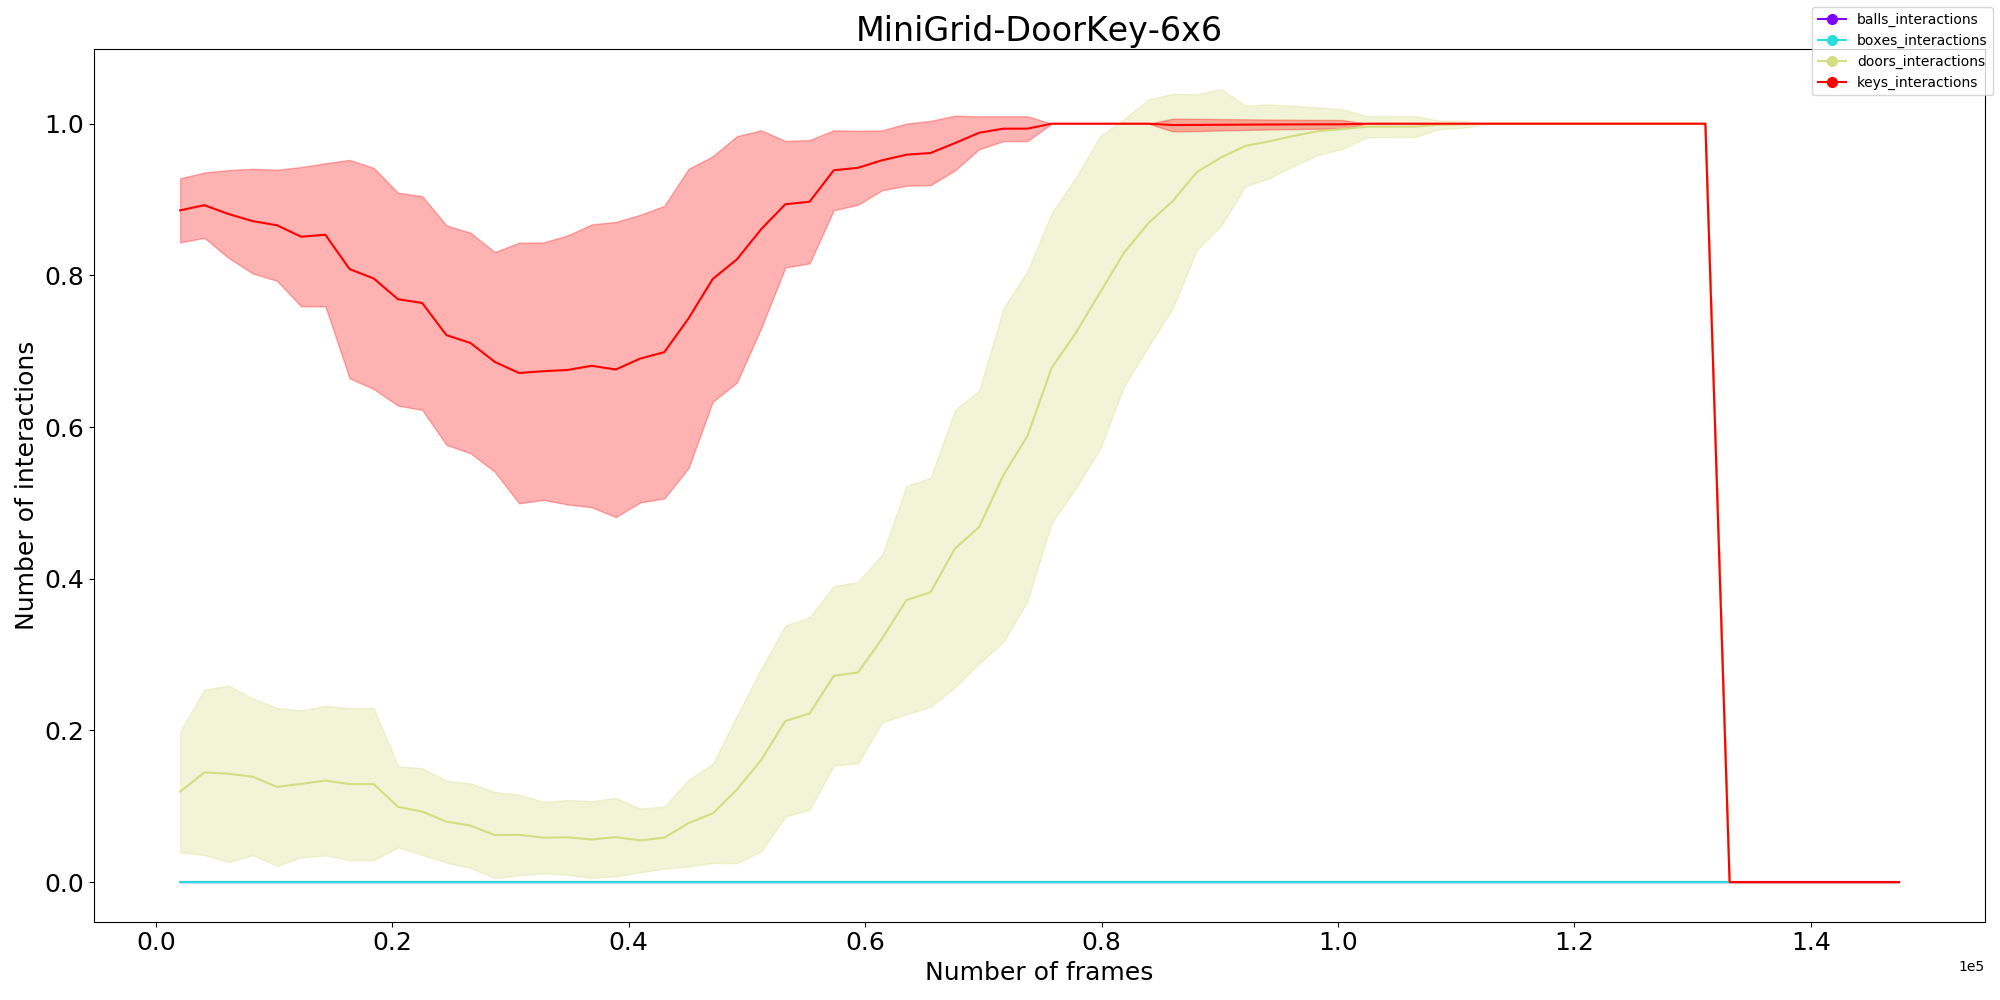 MiniGrid-DoorKey-6x6
balls_interactions
boxes_interactions
doors_interactions
keys_interactions
Number of interactions
1.0
0.8
0.6
0.4
0.2
0.0
0.0 0.2 0.4 0.6 0.8 1.0 1.2 1.4
1e5
Number of frames